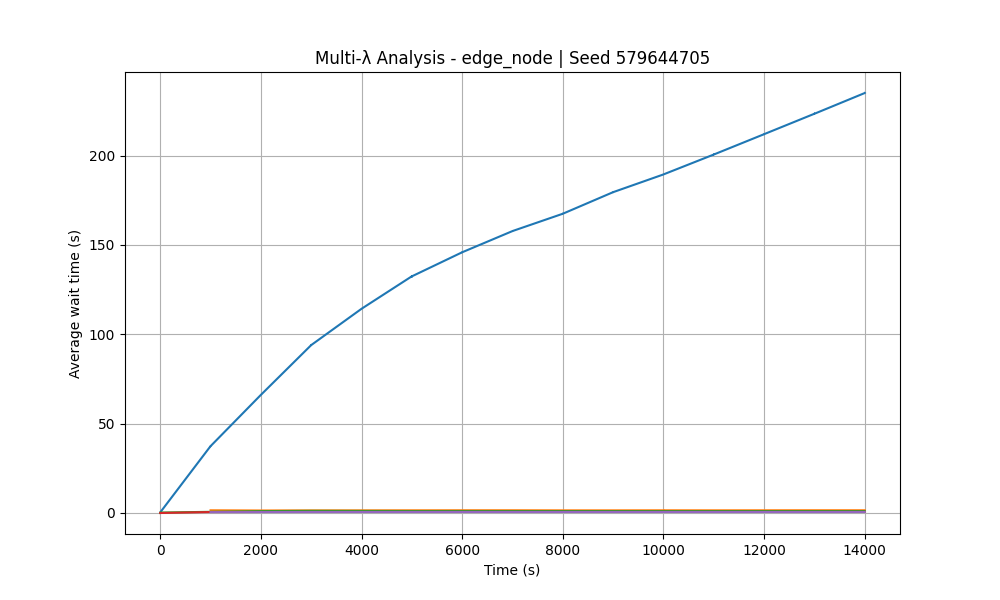 Multi-λ Analysis - edge_node | Seed 579644705
Average wait time (s)
200
150
100
50
0
0 2000 4000 6000 8000 10000 12000 14000
Time (s)